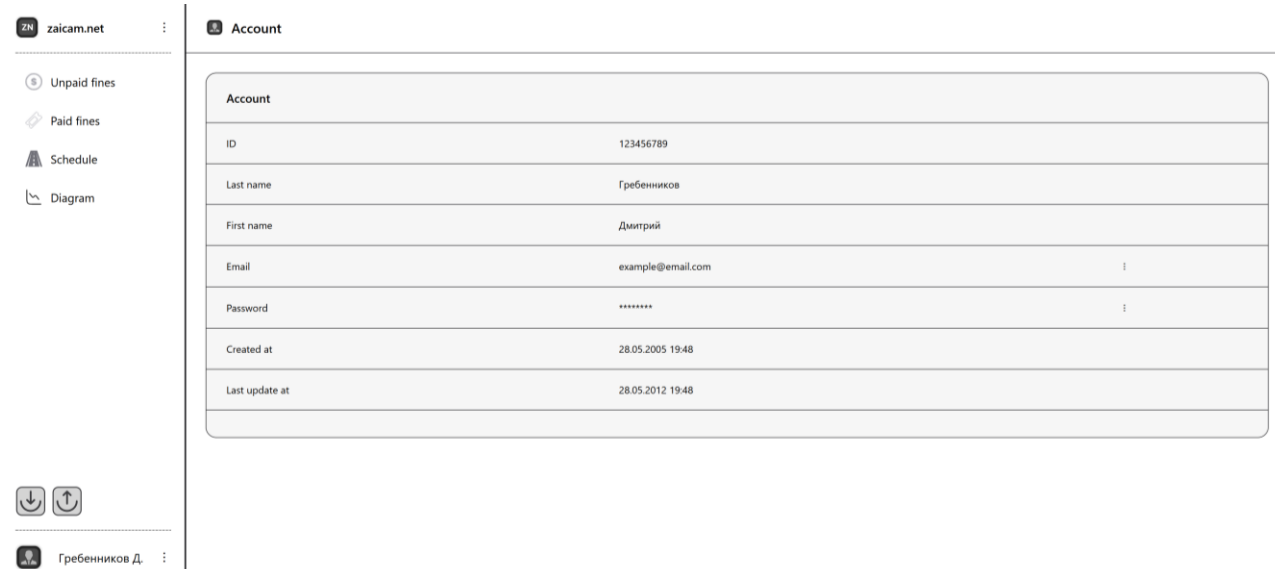 ZN zaicam.net
Unpaid fines
Paid fines
Schedule
Diagram
Гребенников Д.
Account
Account
ID 123456789
Last name Гребенников
First name Дмитрий
Email example@email.com
Password ********
Created at 28.05.2005 19:48
Last update at 28.05.2012 19:48